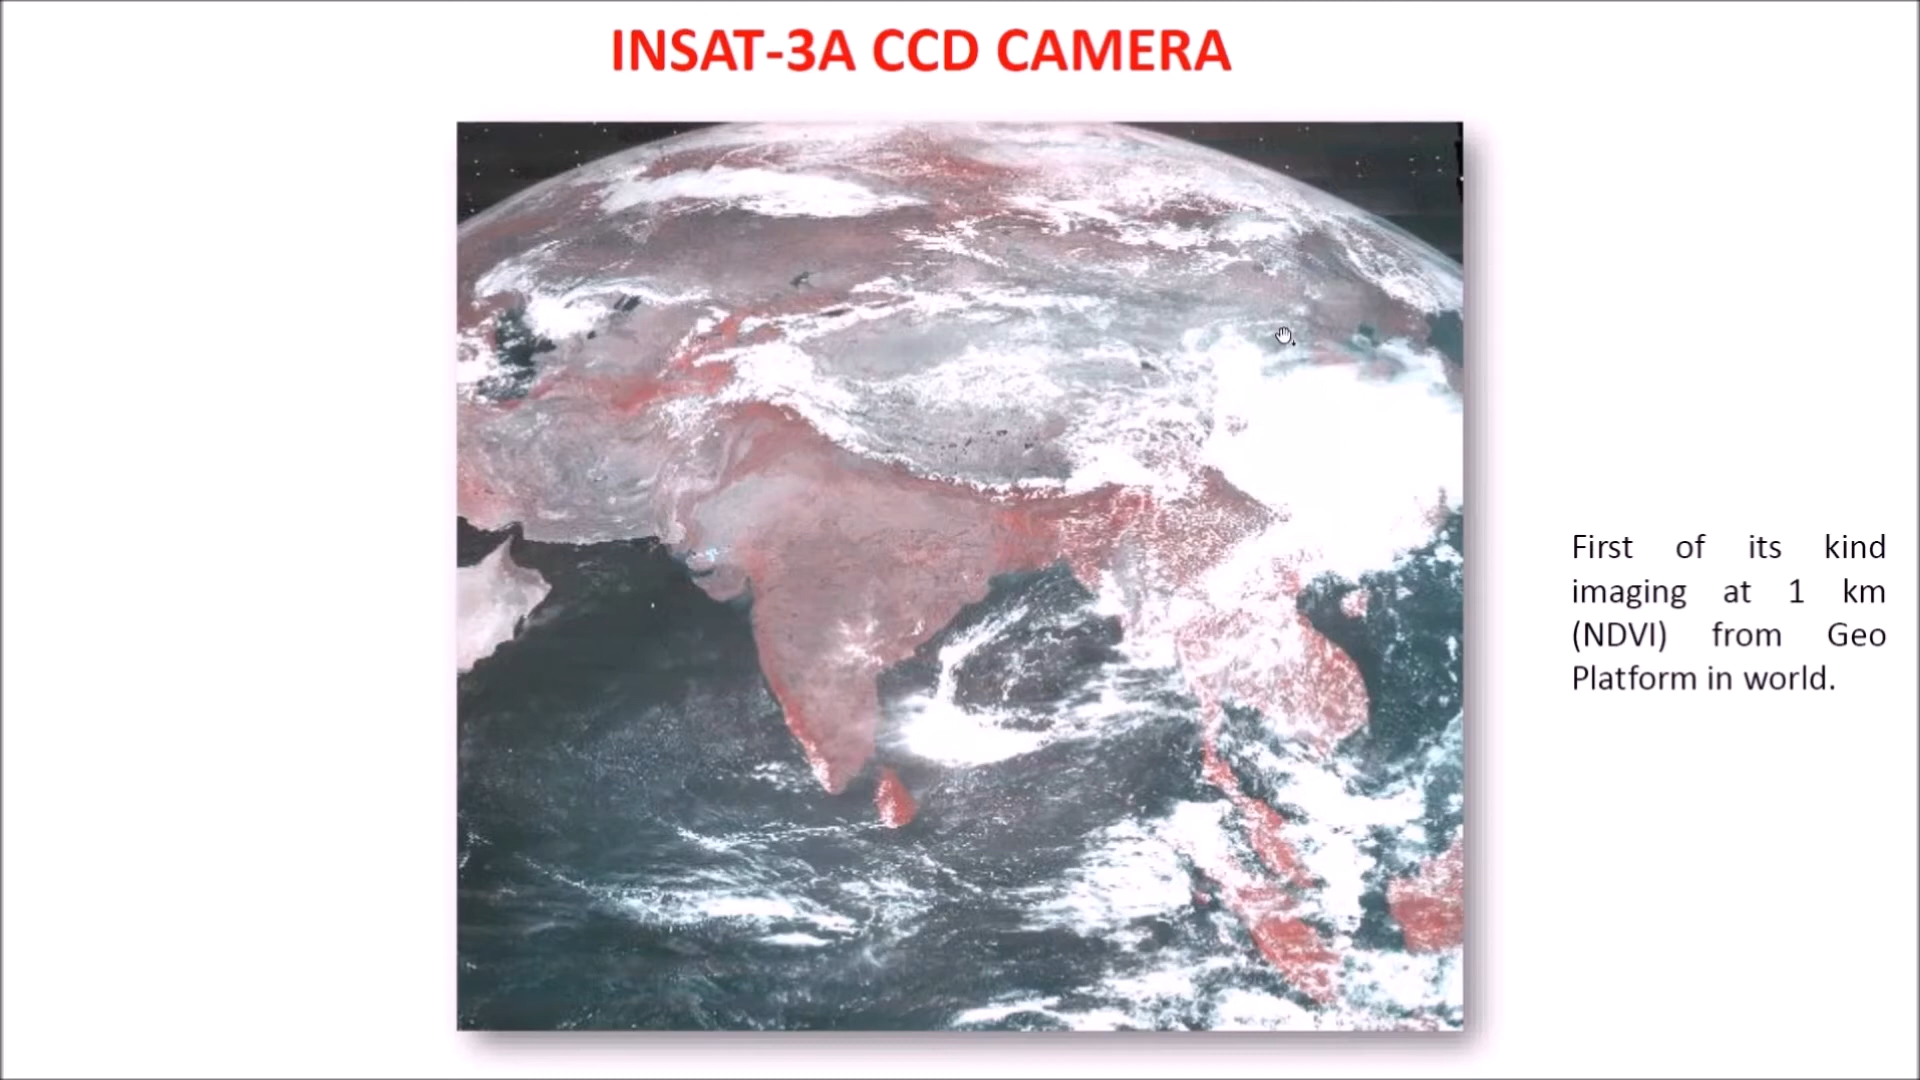 INSAT-3A CCD CAMERA
First of its kind
imaging at 1 km
(NDVI) from Geo
Platform in world.